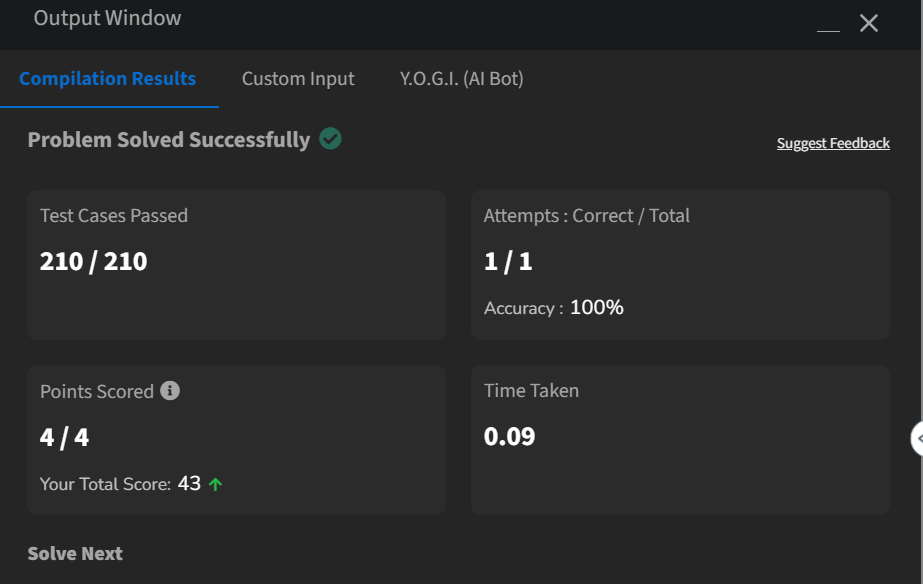 Output Window
Compilation Results Custom Input Y.O.G.I. (AI Bot)
Problem Solved Successfully
Suggest Feedback
Test Cases Passed
210 / 210
Attempts : Correct / Total
1 / 1
Accuracy : 100%
Points Scored
4 / 4
Your Total Score: 43
Time Taken
0.09
Solve Next